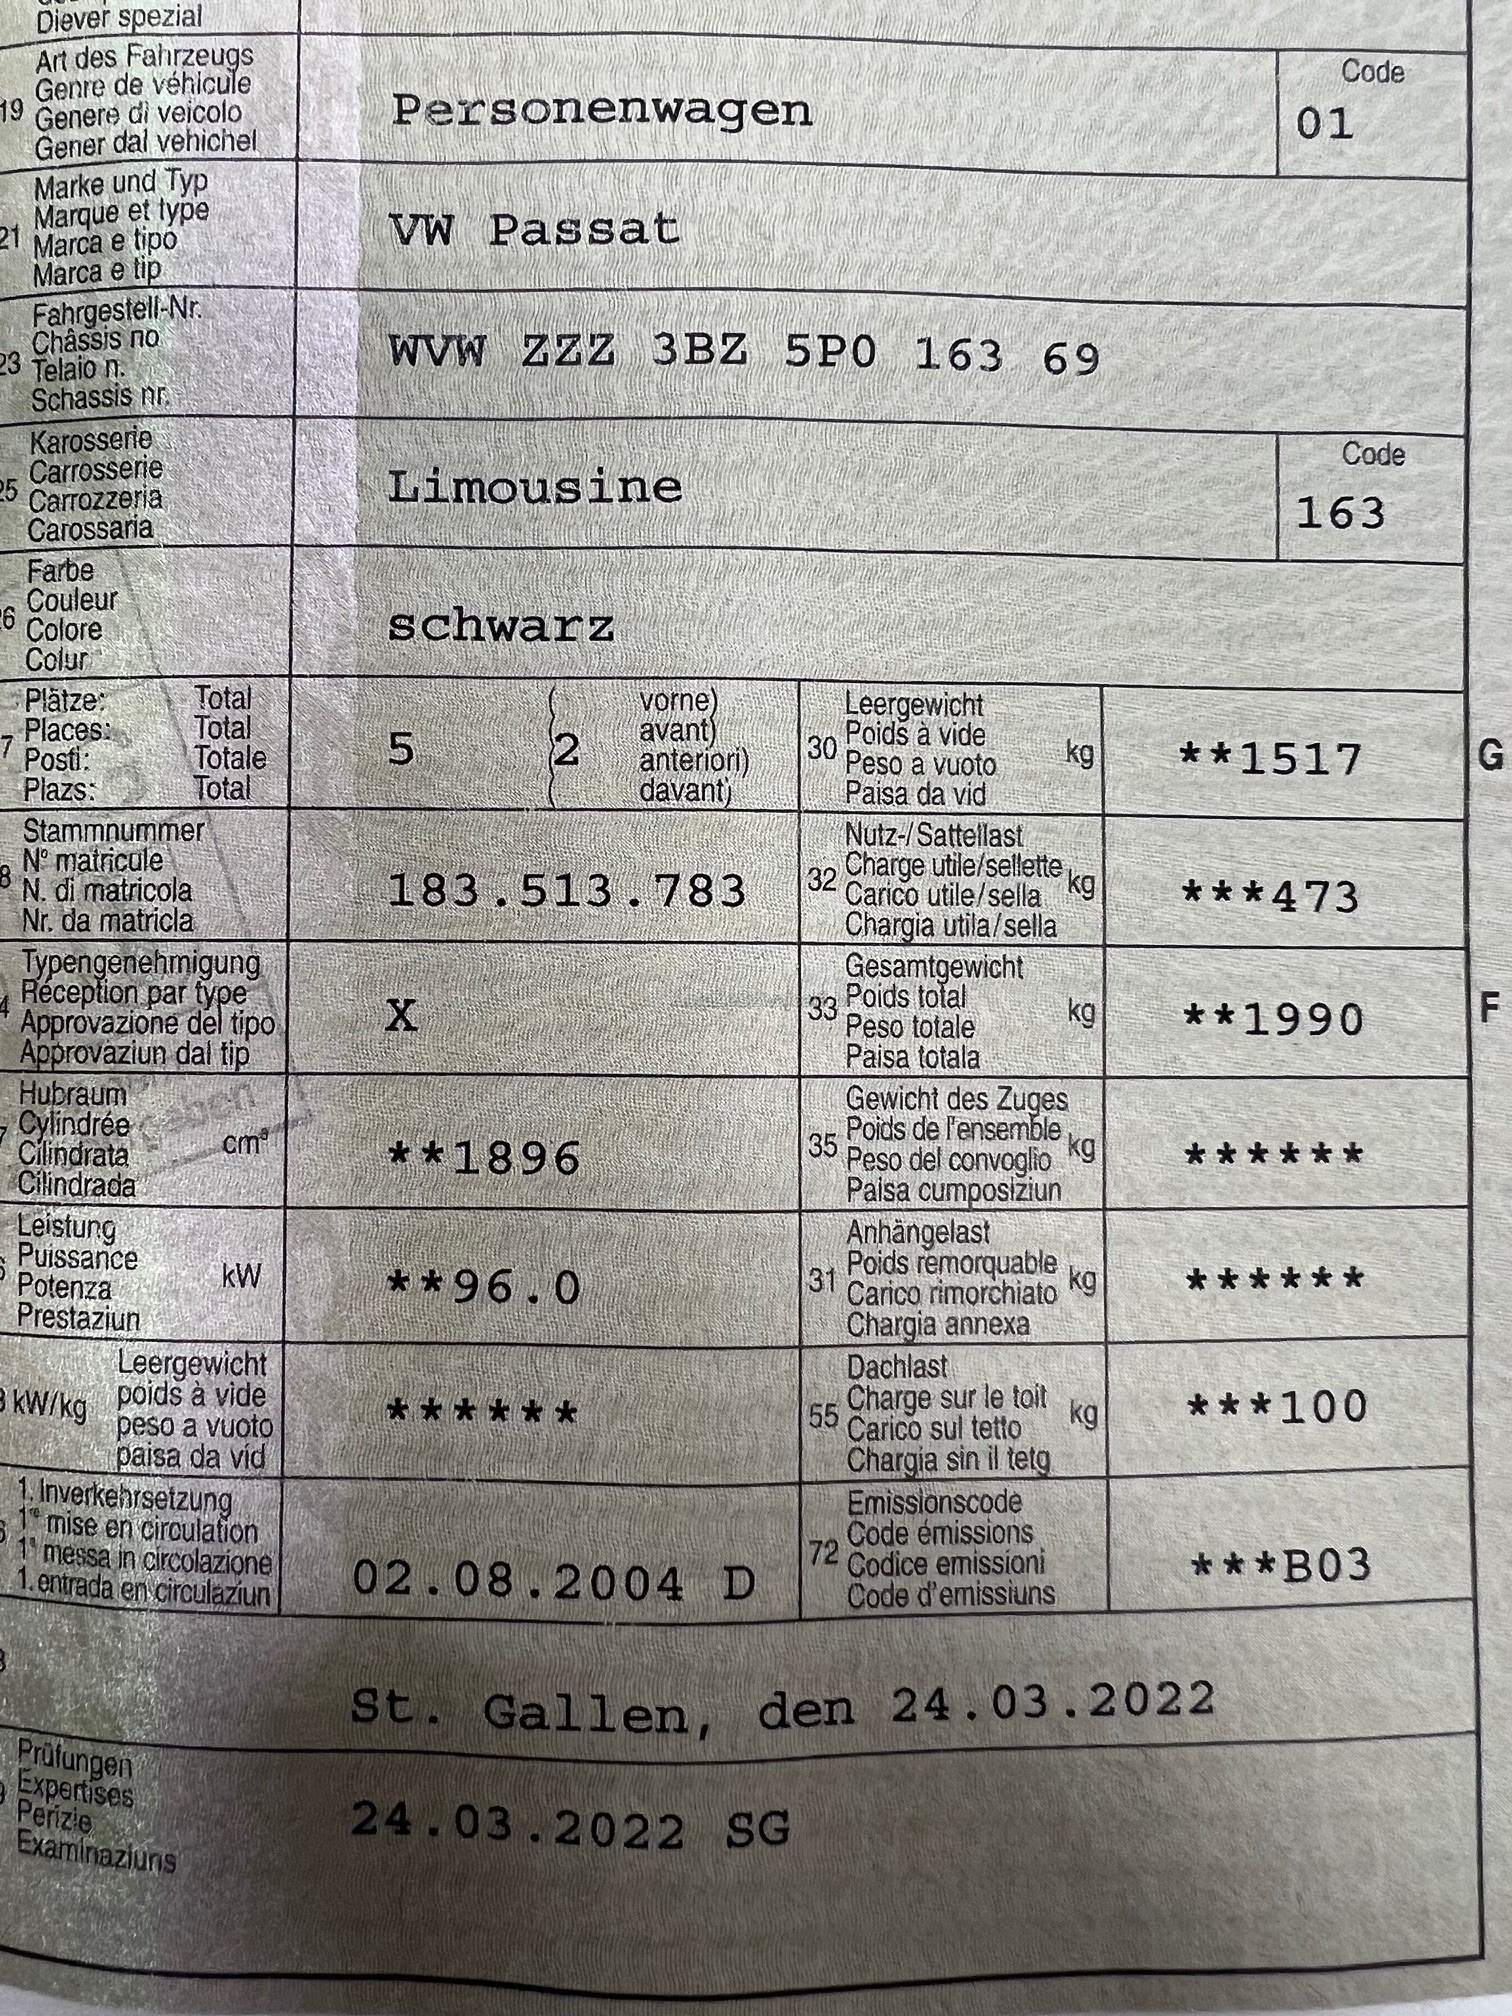 Diever spezial
Art des Fahrzeugs
Genre de véhicule
19 Genere di veicolo
Gener dal vehichel
Personenwagen
Code
01
Marke und Typ
Marque et type
21 Marca e tipo
Marca e tip
VW Passat
Fahrgestell-Nr.
Châssis no
23 Telaio n.
Schassis nr.
WVW ZZZ 3BZ 5P0 163 69
Karosserie
Carrosserie
25 Carrozzeria
Carossaria
Limousine
Code
163
Farbe
Couleur
26 Colore
Colur
schwarz
Plätze: Total
Places: Total
7 Posti: Totale
Plazs: Total
5 ( 2 vorne)
avant)
anteriori)
davant)
Leergewicht
30 Poids à vide kg
Peso a vuoto
Paisa da vid
**1517
G
Stammnummer
8 N° matricule
N. di matricola
Nr. da matricla
183.513.783
Nutz-/Sattellast
32 Charge utile/sellette kg
Carico utile/sella
Chargia utila/sella
***473
Typengenehmigung
4 Réception par type
Approvazione del tipo
Approvaziun dal tip
X
Gesamtgewicht
33 Poids total kg
Peso totale
Paisa totala
**1990
F
Hubraum
7 Cylindrée cm³
Cilindrata
Cilindrada
**1896
Gewicht des Zuges
35 Poids de l'ensemble kg
Peso del convoglio
Paisa cumposiziun
******
Leistung
6 Puissance kW
Potenza
Prestaziun
**96.0
Anhängelast
31 Poids remorquable kg
Carico rimorchiato
Chargia annexa
******
Leergewicht
kW/kg poids à vide
peso a vuoto
paisa da vid
******
Dachlast
55 Charge sur le toit kg
Carico sul tetto
Chargia sin il tetg
***100
1. Inverkehrsetzung
6 1re mise en circulation
1a messa in circolazione
1. entrada en circulaziun
02.08.2004 D
Emissionscode
72 Code émissions
Codice emissioni
Code d'emissiuns
***B03
St. Gallen, den 24.03.2022
Prüfungen
Expertises
Perizie
Examinaziuns
24.03.2022 SG